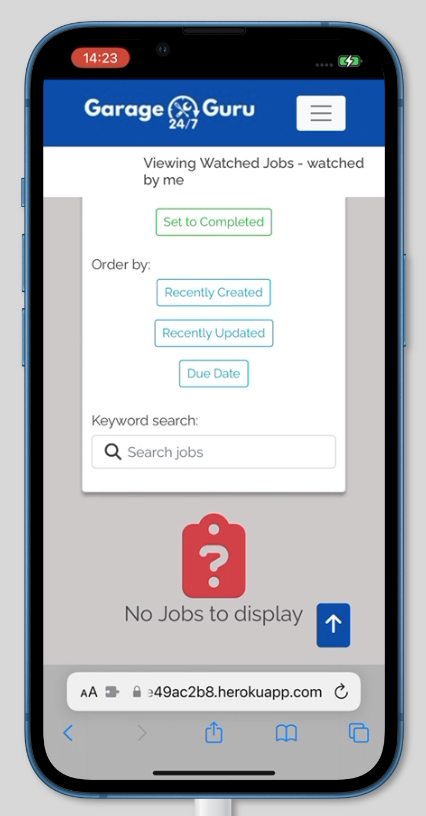 14:23
Garage Guru
24/7
Viewing Watched Jobs - watched
by me
Set to Completed
Order by:
Recently Created
Recently Updated
Due Date
Keyword search:
Search jobs
?
No Jobs to display
AA
49ac2b8.herokuapp.com